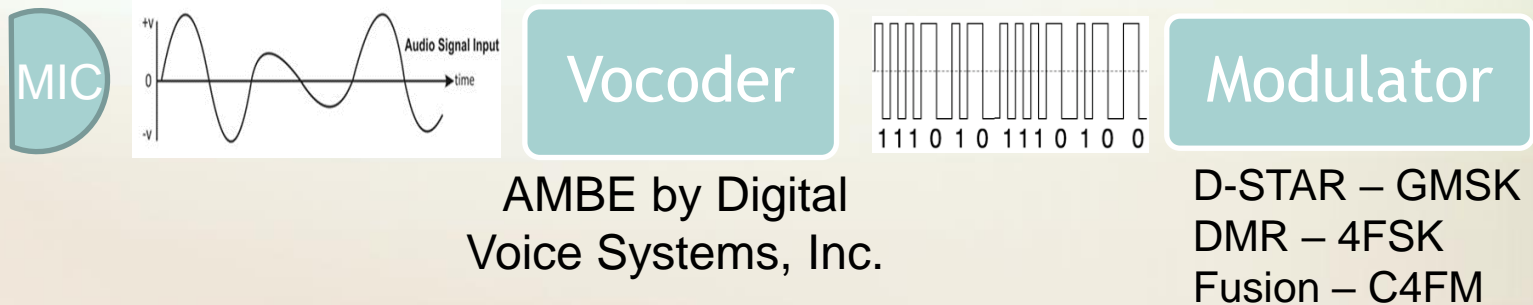 MIC
+v
0
-v
Audio Signal Input
time
Vocoder
1 1 1 0 1 0 1 1 1 0 1 0 0
Modulator
AMBE by Digital
Voice Systems, Inc.
D-STAR – GMSK
DMR – 4FSK
Fusion – C4FM